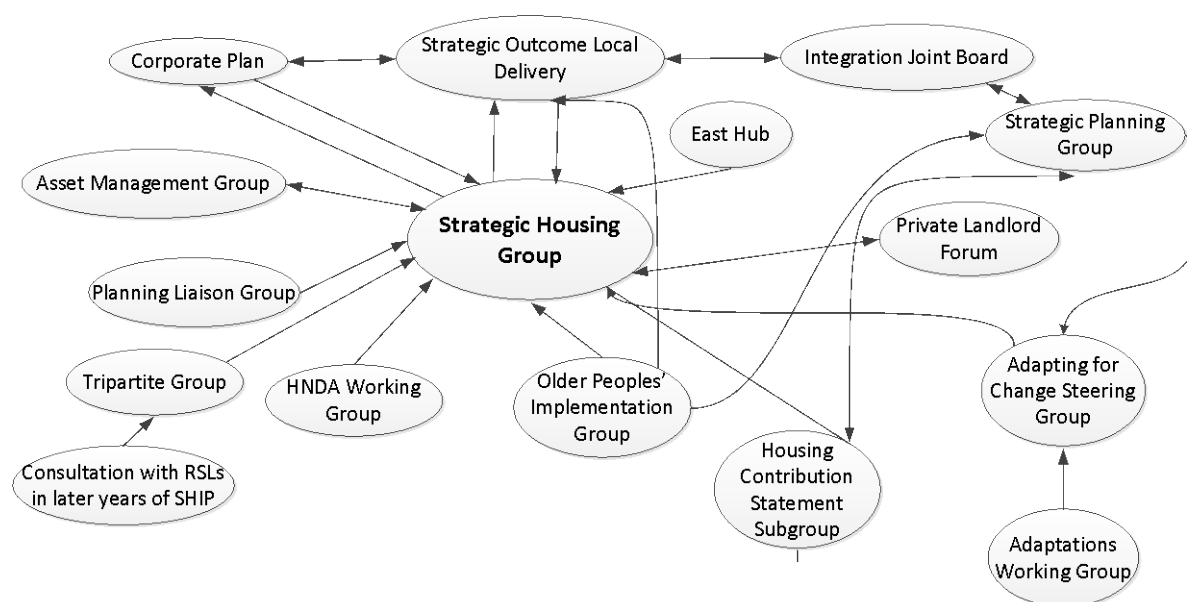 Corporate Plan
Strategic Outcome Local
Delivery
Integration Joint Board
Strategic Planning
Group
East Hub
Asset Management Group
Strategic Housing
Group
Private Landlord
Forum
Planning Liaison Group
Tripartite Group
HNDA Working
Group
Older Peoples'
Implementation
Group
Adapting for
Change Steering
Group
Consultation with RSLs
in later years of SHIP
Housing
Contribution
Statement
Subgroup
Adaptations
Working Group